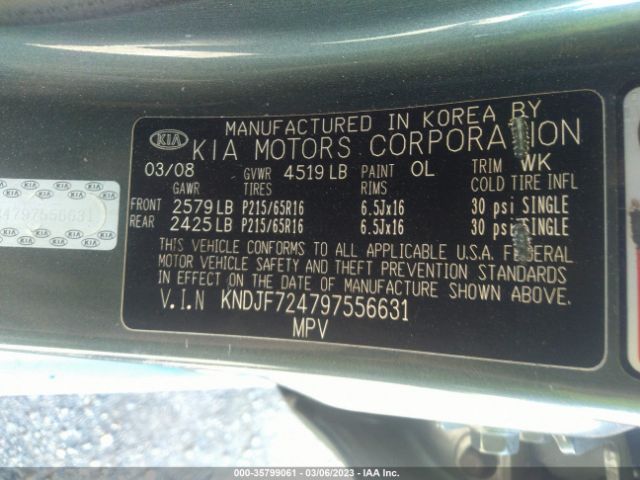 MANUFACTURED IN KOREA BY
KIA KIA MOTORS CORPORATION
03/08 GVWR 4519 LB PAINT OL TRIM WK
GAWR TIRES RIMS COLD TIRE INFL
FRONT 2579 LB P215/65R16 6.5Jx16 30 psi SINGLE
REAR 2425 LB P215/65R16 6.5Jx16 30 psi SINGLE
THIS VEHICLE CONFORMS TO ALL APPLICABLE U.S.A. FEDERAL
MOTOR VEHICLE SAFETY AND THEFT PREVENTION STANDARDS
IN EFFECT ON THE DATE OF MANUFACTURE SHOWN ABOVE.
V.I.N KNDJF724797556631
MPV
24797556631
000-35799061 - 03/06/2023 - IAA Inc.